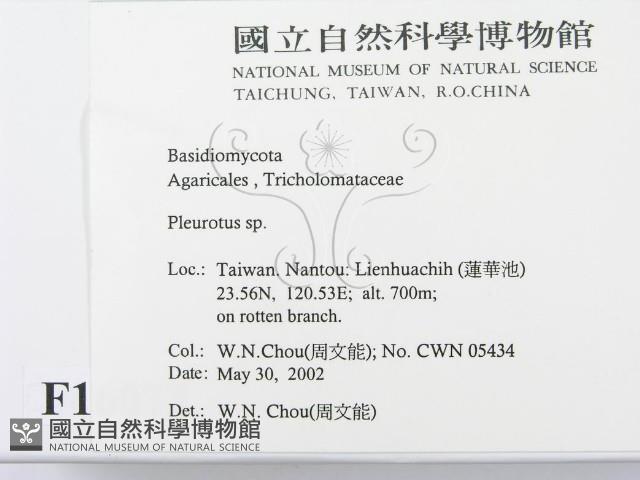 國立自然科學博物館
NATIONAL MUSEUM OF NATURAL SCIENCE
TAICHUNG, TAIWAN, R.O.CHINA
Basidiomycota
Agaricales , Tricholomataceae
Pleurotus sp.
Loc.: Taiwan. Nantou: Lienhuachih (蓮華池)
23.56N, 120.53E; alt. 700m;
on rotten branch.
Col.: W.N.Chou(周文能); No. CWN 05434
Date: May 30, 2002
Det.: W.N. Chou(周文能)
F1
國立自然科學博物館
NATIONAL MUSEUM OF NATURAL SCIENCE